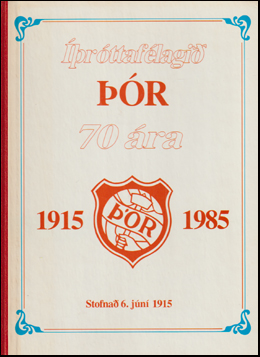 Íþróttafélagið
ÞÓR
70 ára
1915 ÞÓR 1985
Stofnað 6. júní 1915